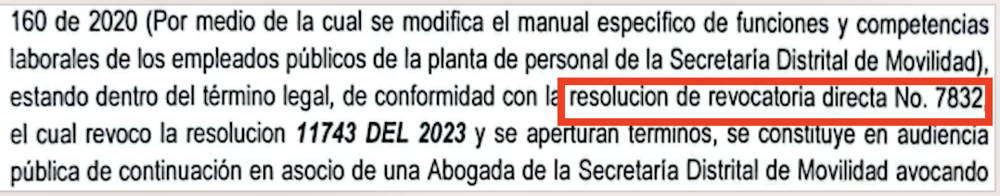 160 de 2020 (Por medio de la cual se modifica el manual específico de funciones y competencias
laborales de los empleados públicos de la planta de personal de la Secretaría Distrital de Movilidad),
estando dentro del término legal, de conformidad con la resolucion de revocatoria directa No. 7832
el cual revoco la resolucion 11743 DEL 2023 y se aperturan terminos, se constituye en audiencia
pública de continuación en asocio de una Abogada de la Secretaría Distrital de Movilidad avocando